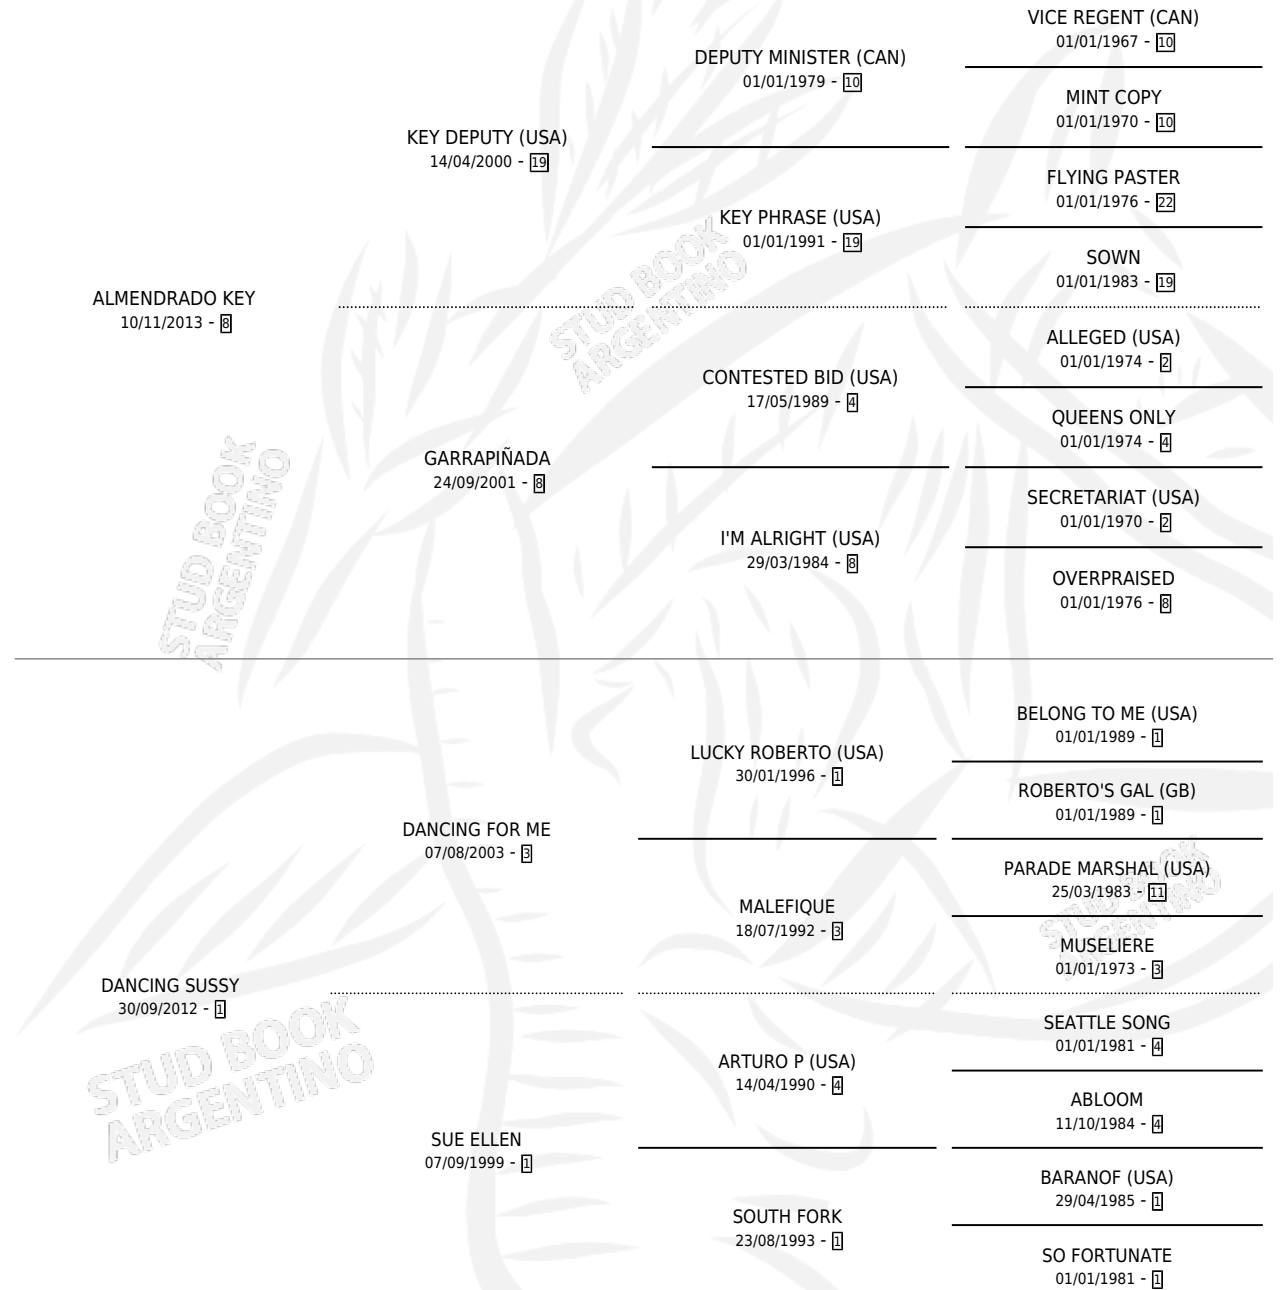 VICE REGENT (CAN)
01/01/1967 - 10
DEPUTY MINISTER (CAN)
01/01/1979 - 10
MINT COPY
01/01/1970 - 10
KEY DEPUTY (USA)
14/04/2000 - 19
FLYING PASTER
01/01/1976 - 22
KEY PHRASE (USA)
01/01/1991 - 19
SOWN
01/01/1983 - 19
ALMENDRADO KEY
10/11/2013 - 8
ALLEGED (USA)
01/01/1974 - 2
CONTESTED BID (USA)
17/05/1989 - 4
QUEENS ONLY
01/01/1974 - 4
GARRAPIÑADA
24/09/2001 - 8
SECRETARIAT (USA)
01/01/1970 - 2
I'M ALRIGHT (USA)
29/03/1984 - 8
OVERPRAISED
01/01/1976 - 8
BELONG TO ME (USA)
01/01/1989 - 1
LUCKY ROBERTO (USA)
30/01/1996 - 1
ROBERTO'S GAL (GB)
01/01/1989 - 1
DANCING FOR ME
07/08/2003 - 3
PARADE MARSHAL (USA)
25/03/1983 - 11
MALEFIQUE
18/07/1992 - 3
MUSELIERE
01/01/1973 - 3
DANCING SUSSY
30/09/2012 - 1
SEATTLE SONG
01/01/1981 - 4
ARTURO P (USA)
14/04/1990 - 4
ABLOOM
11/10/1984 - 4
SUE ELLEN
07/09/1999 - 1
BARANOF (USA)
29/04/1985 - 1
SOUTH FORK
23/08/1993 - 1
SO FORTUNATE
01/01/1981 - 1
STUD BOOK
ARGENTINO
STUD BOOK
ARGENTINO
STUD BOOK
ARGENTINO
STUD BOOK
ARGENTINO